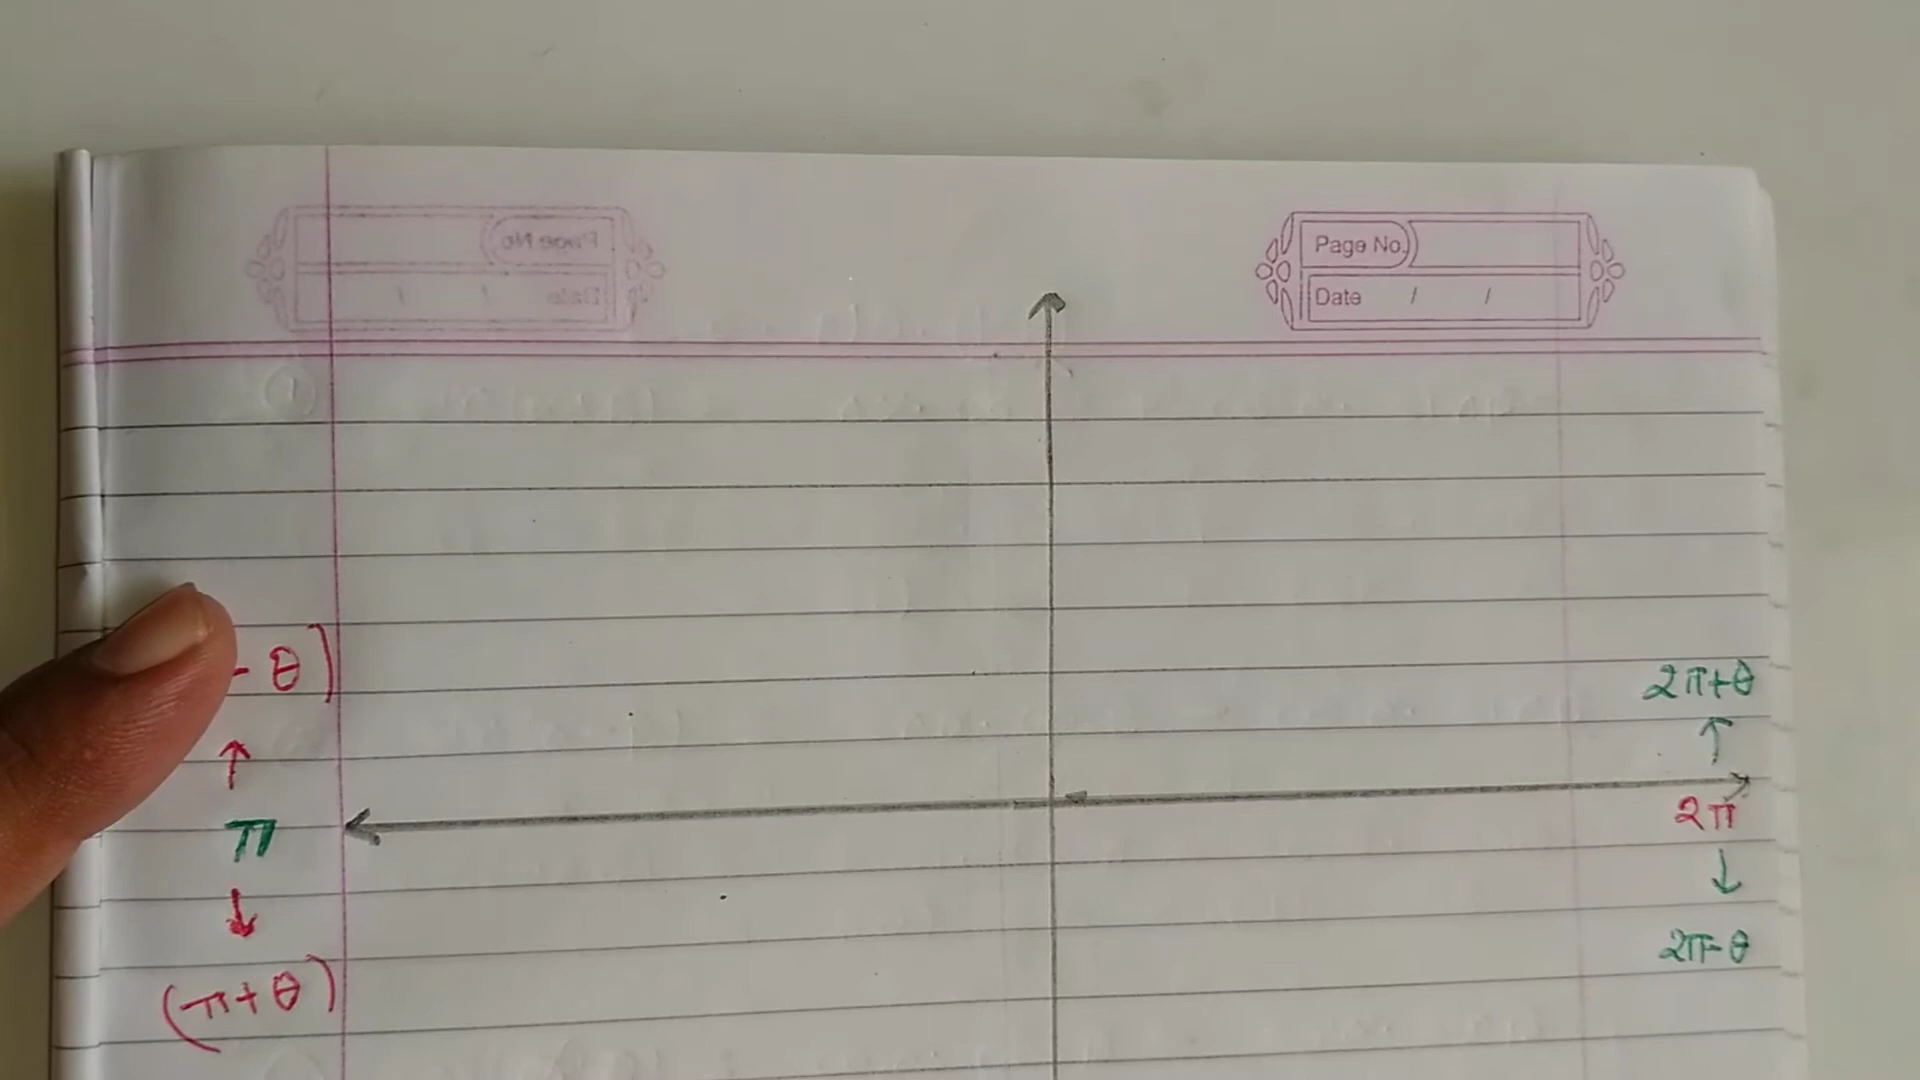 Page No.
Date / /
- θ)
2π+θ
↑
↑
π
2π
↓
↓
2π-θ
(π+θ)